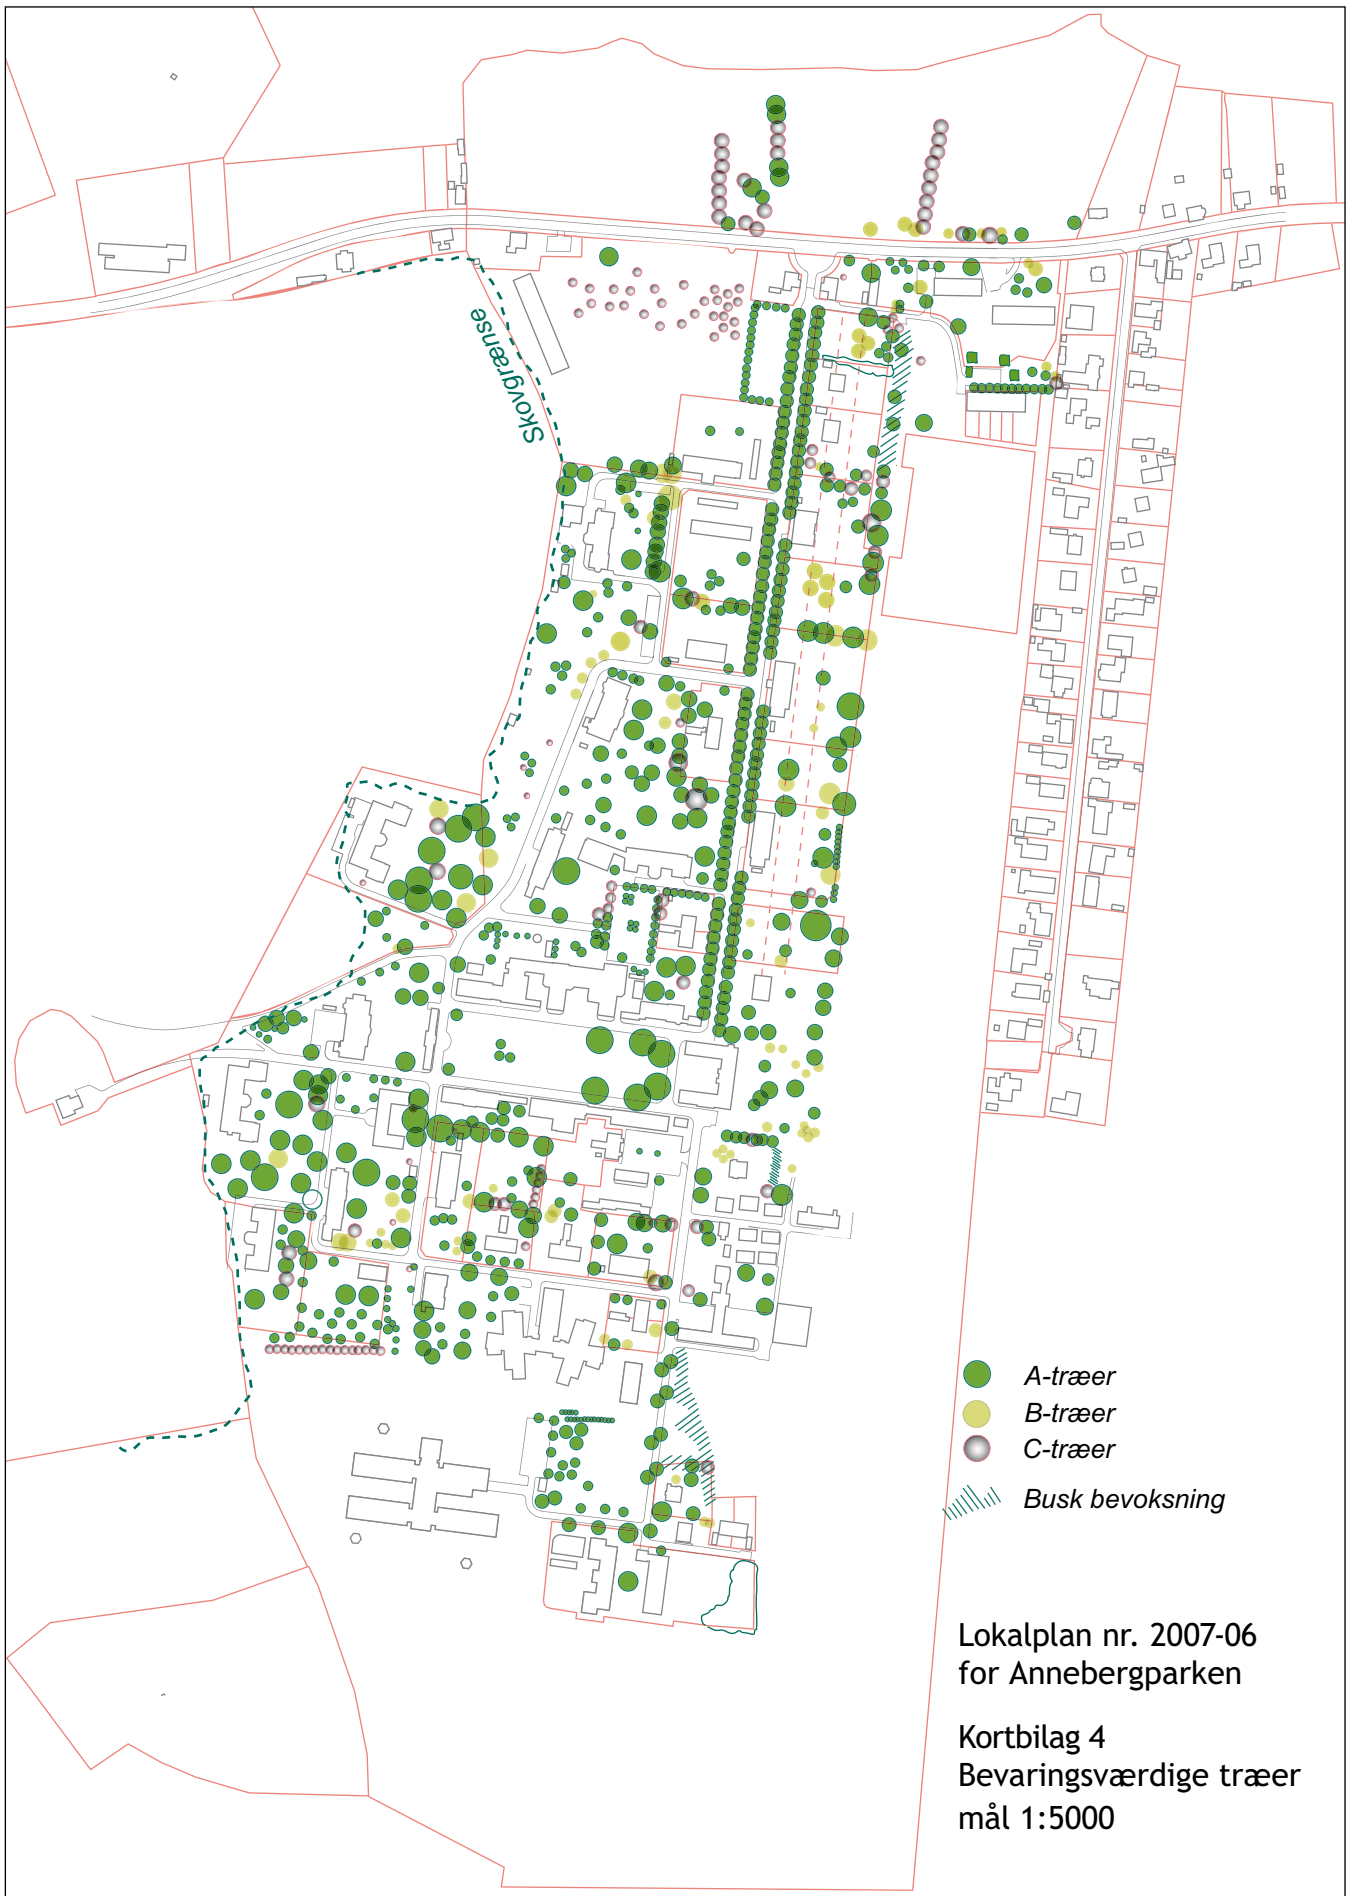 Skovgrænse
A-træer
B-træer
C-træer
Busk bevoksning
Lokalplan nr. 2007-06
for Annebergparken
Kortbilag 4
Bevaringsværdige træer
mål 1:5000